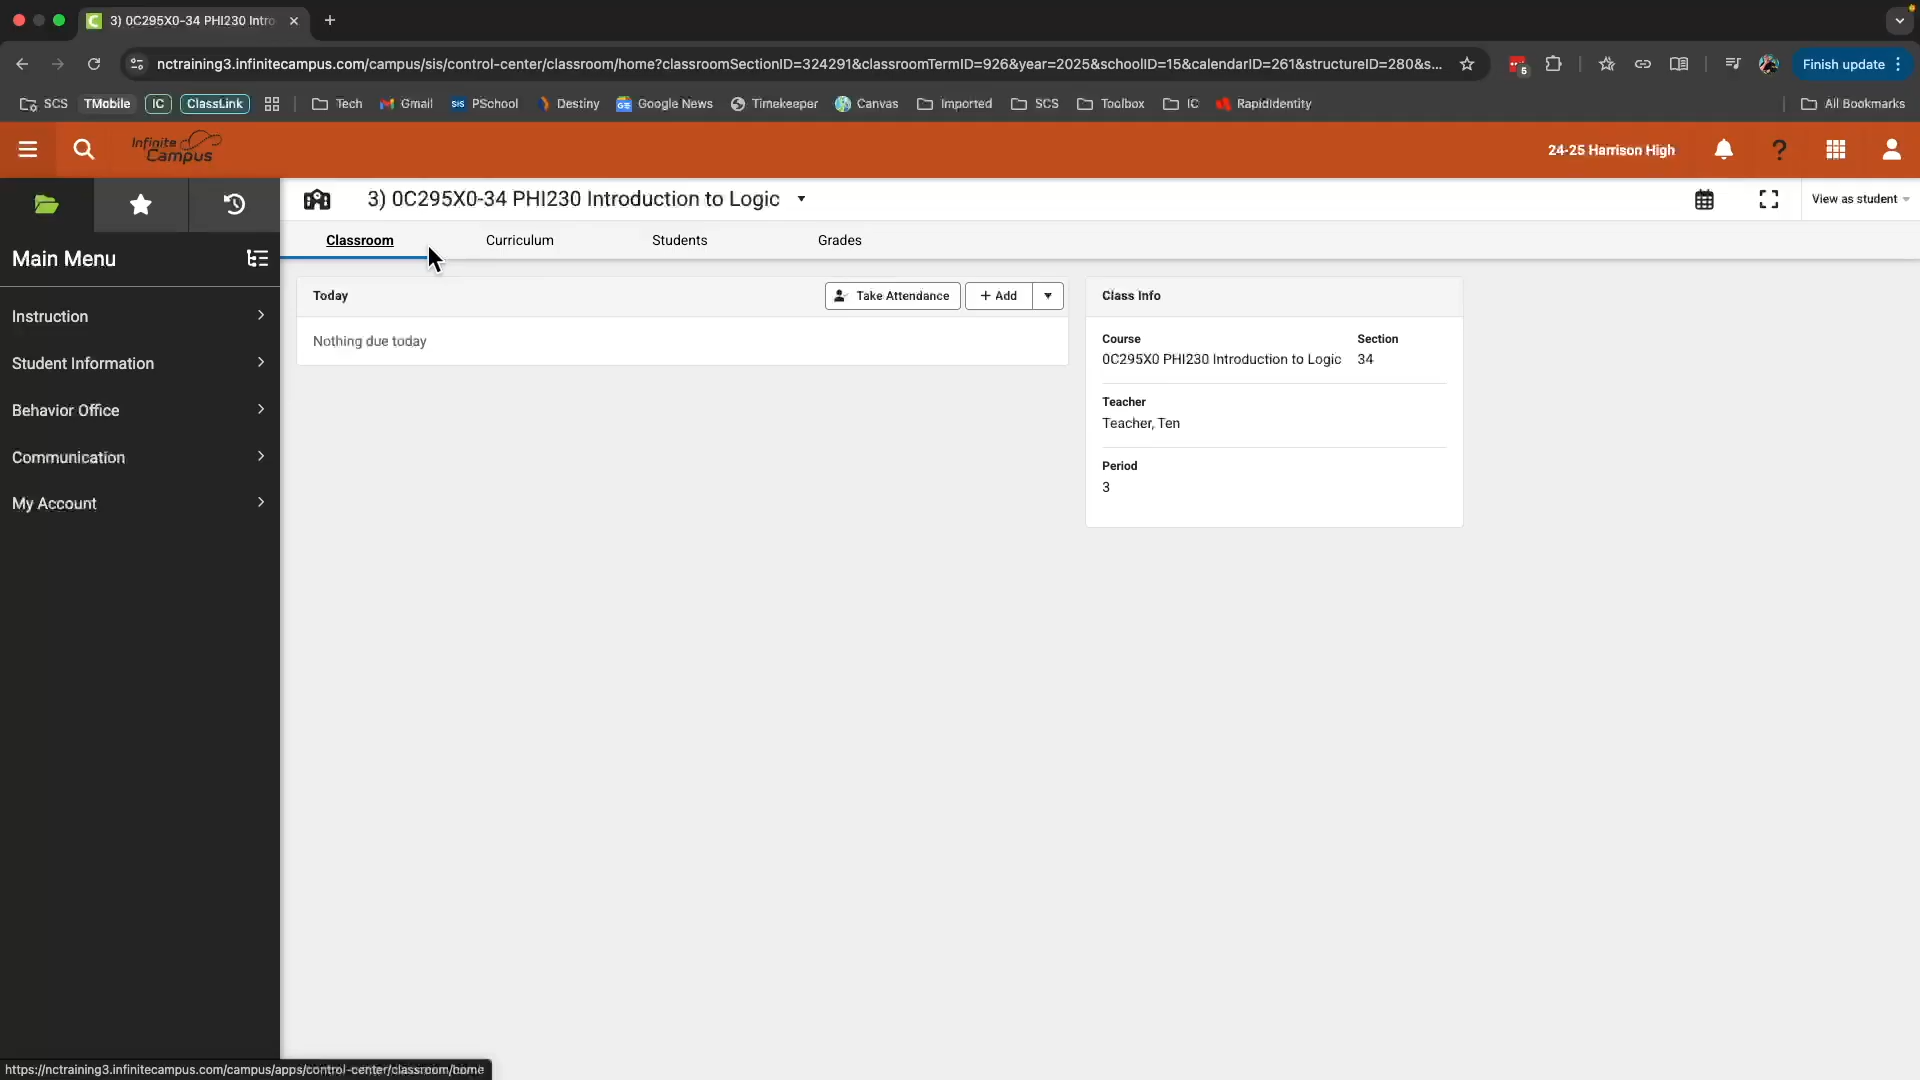 3) 0C295X0-34 PHI230 Intro
nctraining3.infinitecampus.com/campus/sis/control-center/classroom/home?classroomSectionID=324291&classroomTermID=926&year=2025&schoolID=15&calendarID=261&structureID=280&s...
5
Finish update
SCS TMobile IC ClassLink Tech Gmail SIS PSchool Destiny GE Google News Timekeeper Canvas Imported SCS Toolbox IC RapidIdentity All Bookmarks
Infinite Campus
24-25 Harrison High
3) 0C295X0-34 PHI230 Introduction to Logic
View as student
Classroom Curriculum Students Grades
Main Menu
Instruction
Student Information
Behavior Office
Communication
My Account
Today Take Attendance + Add
Nothing due today
Class Info
Course Section
0C295X0 PHI230 Introduction to Logic 34
Teacher
Teacher, Ten
Period
3
https://nctraining3.infinitecampus.com/campus/apps/control-center/classroom/home